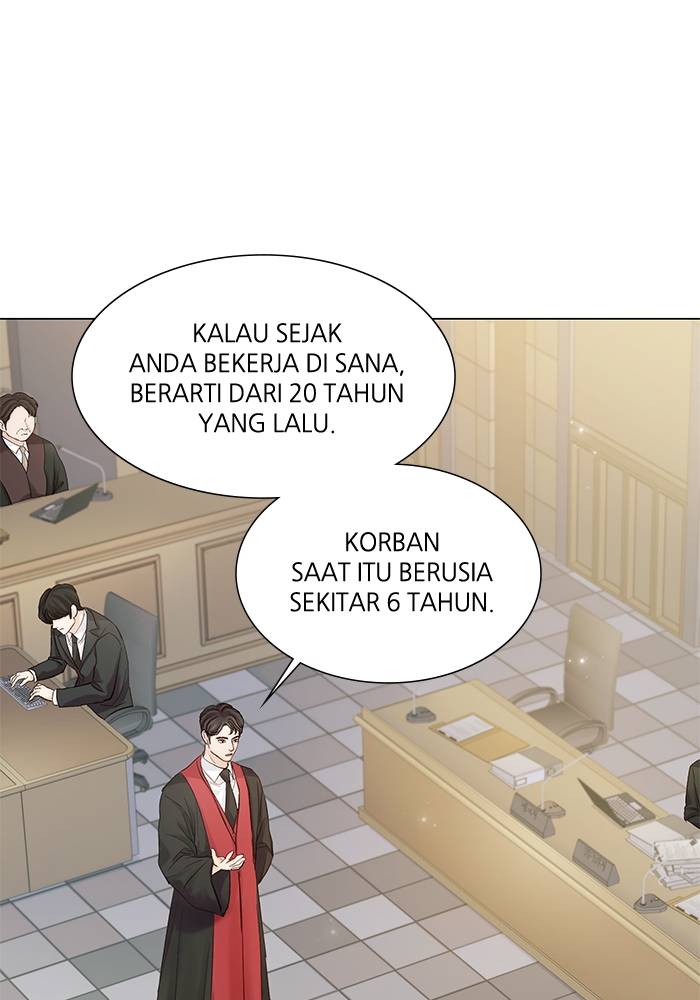 KALAU SEJAK
ANDA BEKERJA DI SANA,
BERARTI DARI 20 TAHUN
YANG LALU.
KORBAN
SAAT ITU BERUSIA
SEKITAR 6 TAHUN.